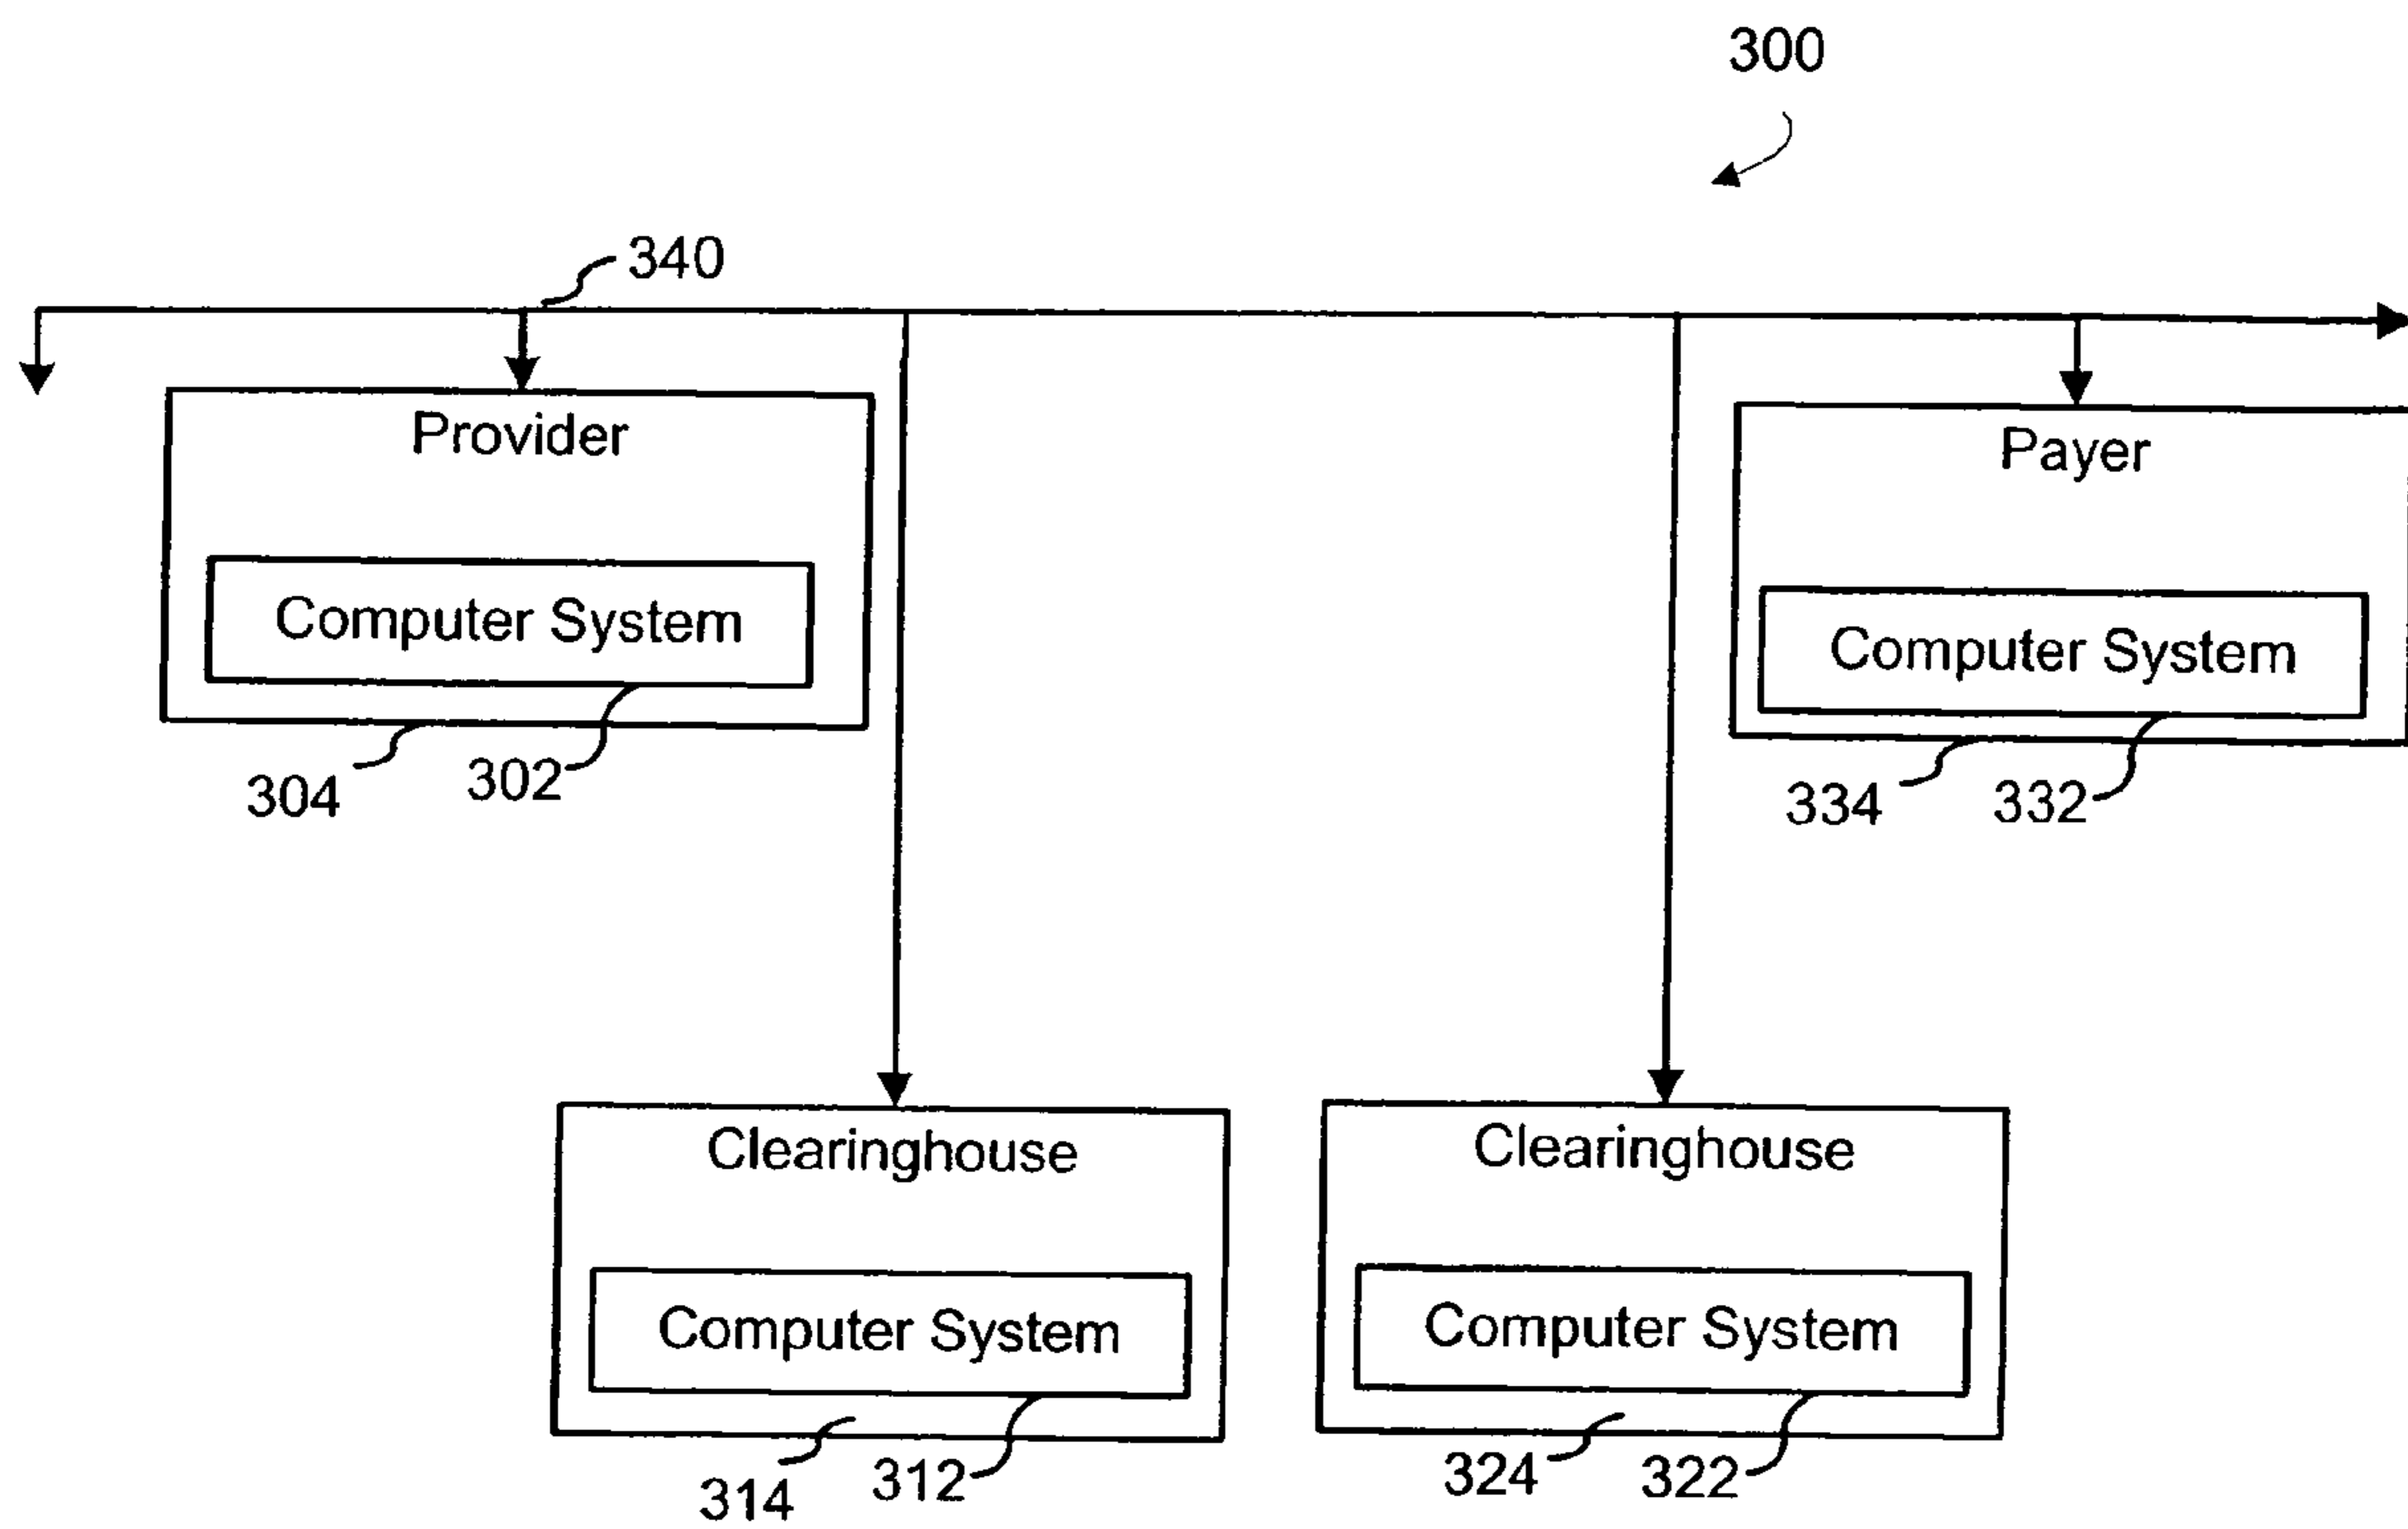 300
340
Provider
Payer
Computer System
Computer System
304
302
334
332
Clearinghouse
Clearinghouse
Computer System
Computer System
314
312
324
322